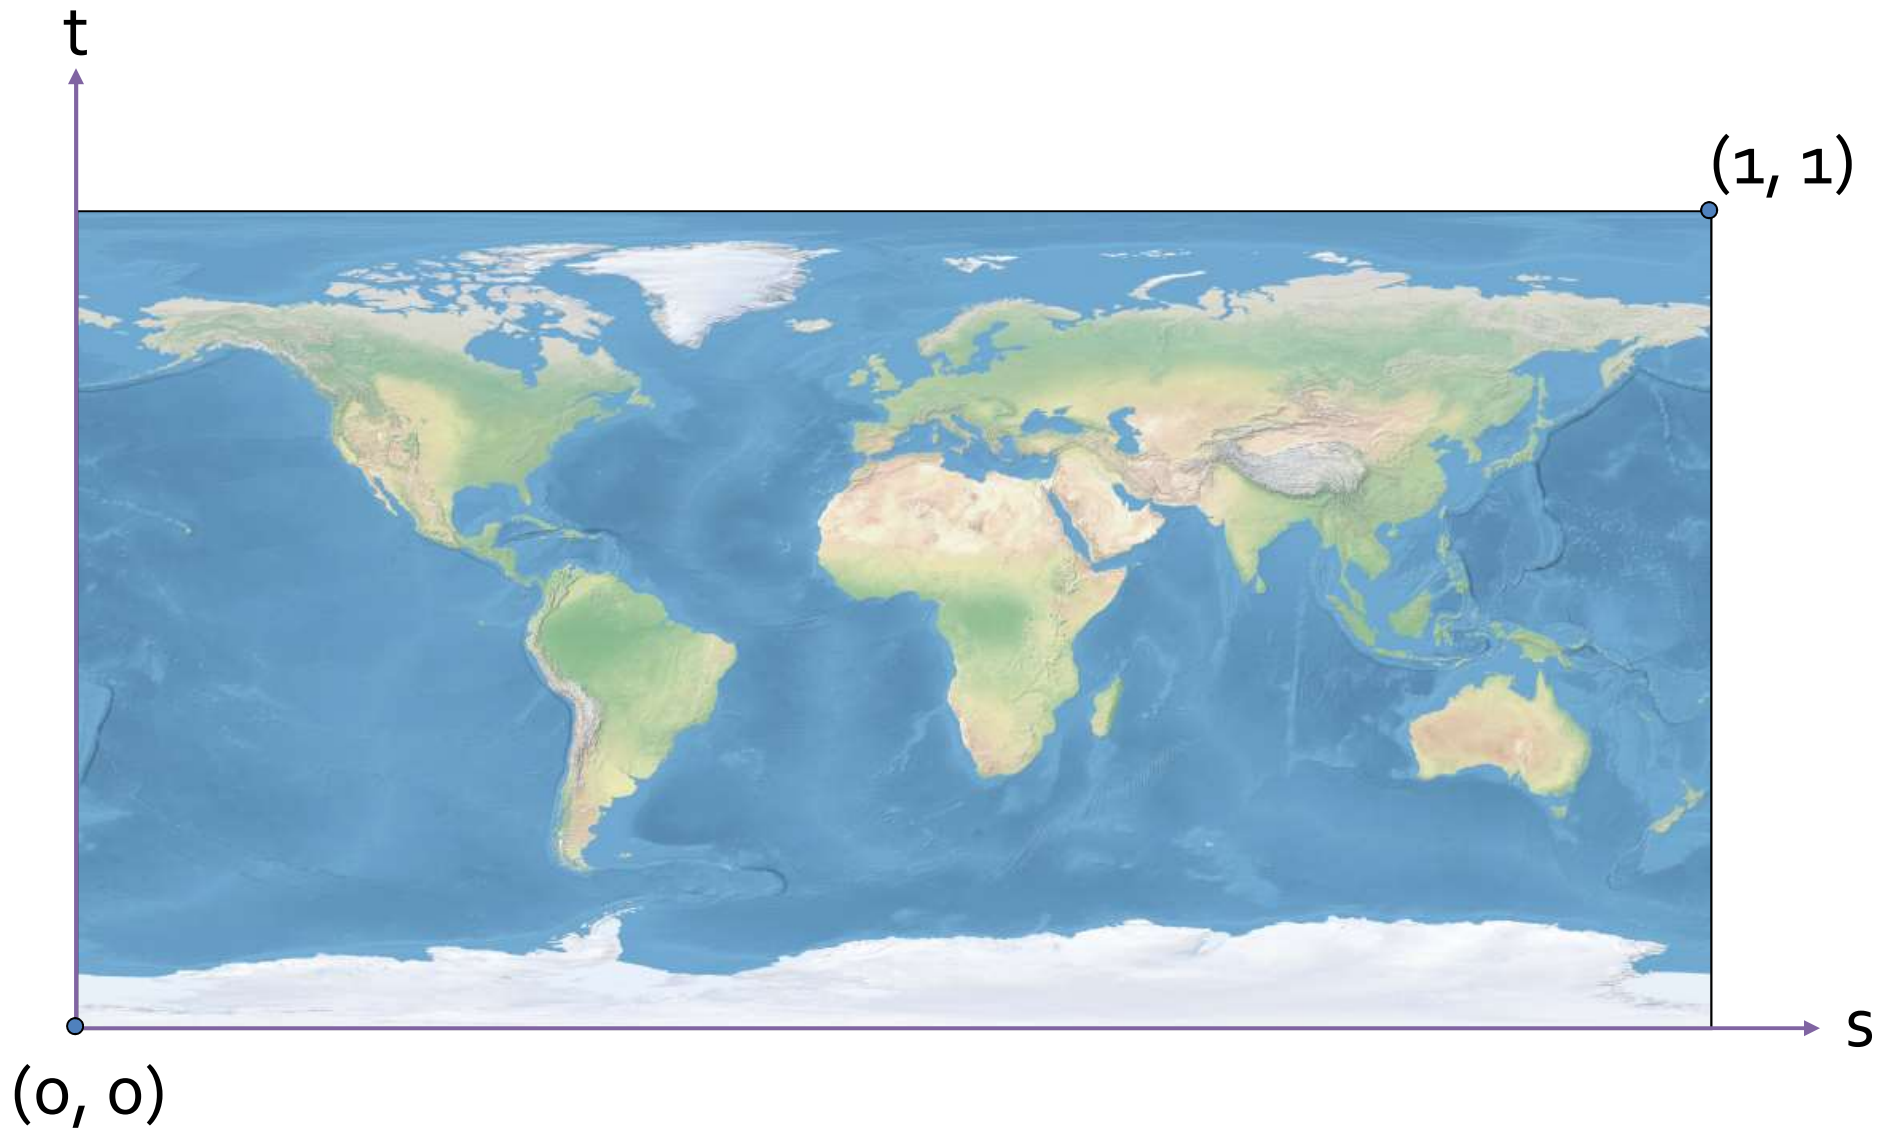 t
(1, 1)
s
(0, 0)